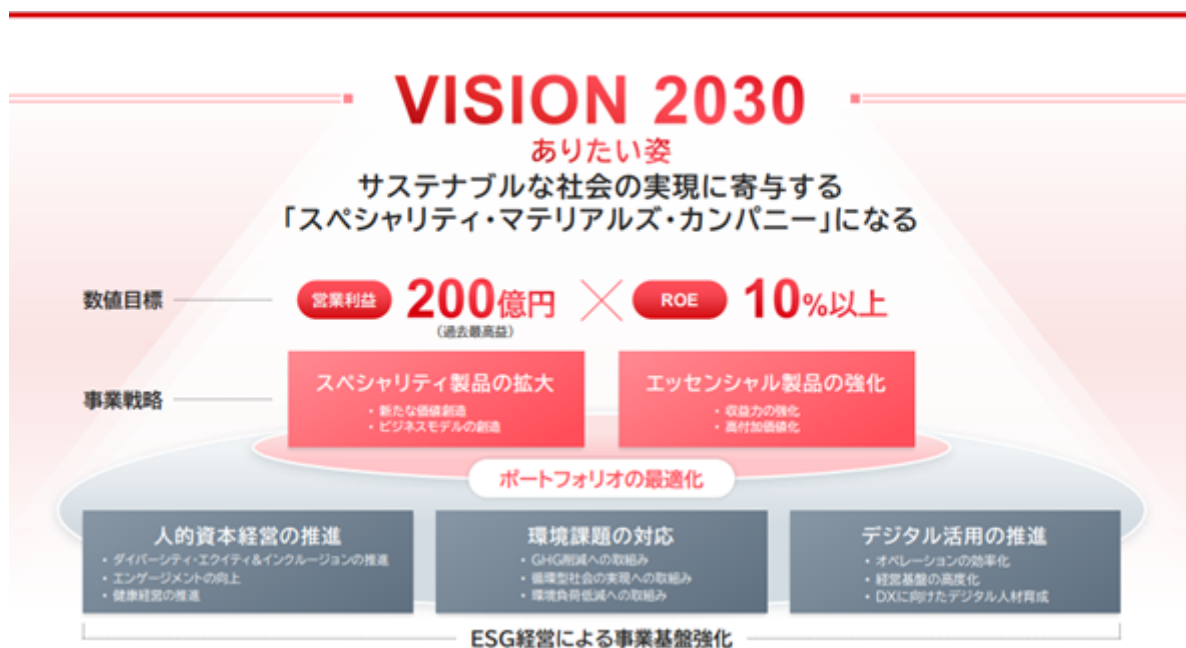 VISION 2030
ありたい姿
サステナブルな社会の実現に寄与する
「スペシャリティ・マテリアルズ・カンパニー」になる
数値目標
営業利益 200億円 × ROE 10%以上
(過去最高益)
事業戦略
スペシャリティ製品の拡大
・新たな価値創造
・ビジネスモデルの創造
エッセンシャル製品の強化
・収益力の強化
・高付加価値化
ポートフォリオの最適化
人的資本経営の推進
・ダイバーシティ・エクイティ&インクルージョンの推進
・エンゲージメントの向上
・健康経営の推進
環境課題の対応
・GHG削減への取組み
・循環型社会の実現への取組み
・環境負荷低減への取組み
デジタル活用の推進
・オペレーションの効率化
・経営基盤の高度化
・DXに向けたデジタル人材育成
ESG経営による事業基盤強化